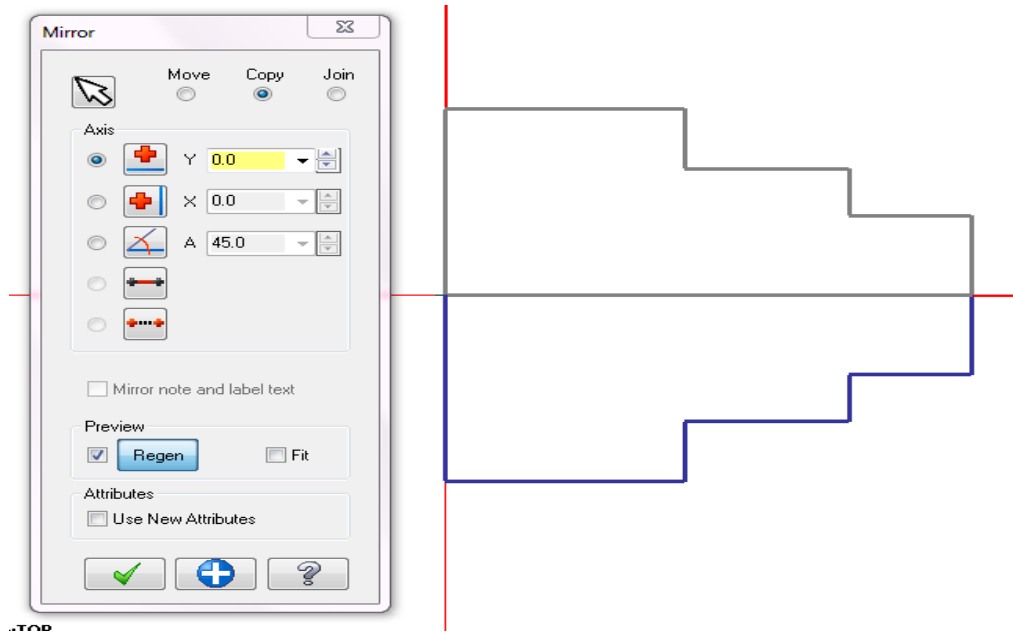 Mirror
Move Copy Join
Axis
Y 0.0
X 0.0
A 45.0
Mirror note and label text
Preview
Regen Fit
Attributes
Use New Attributes